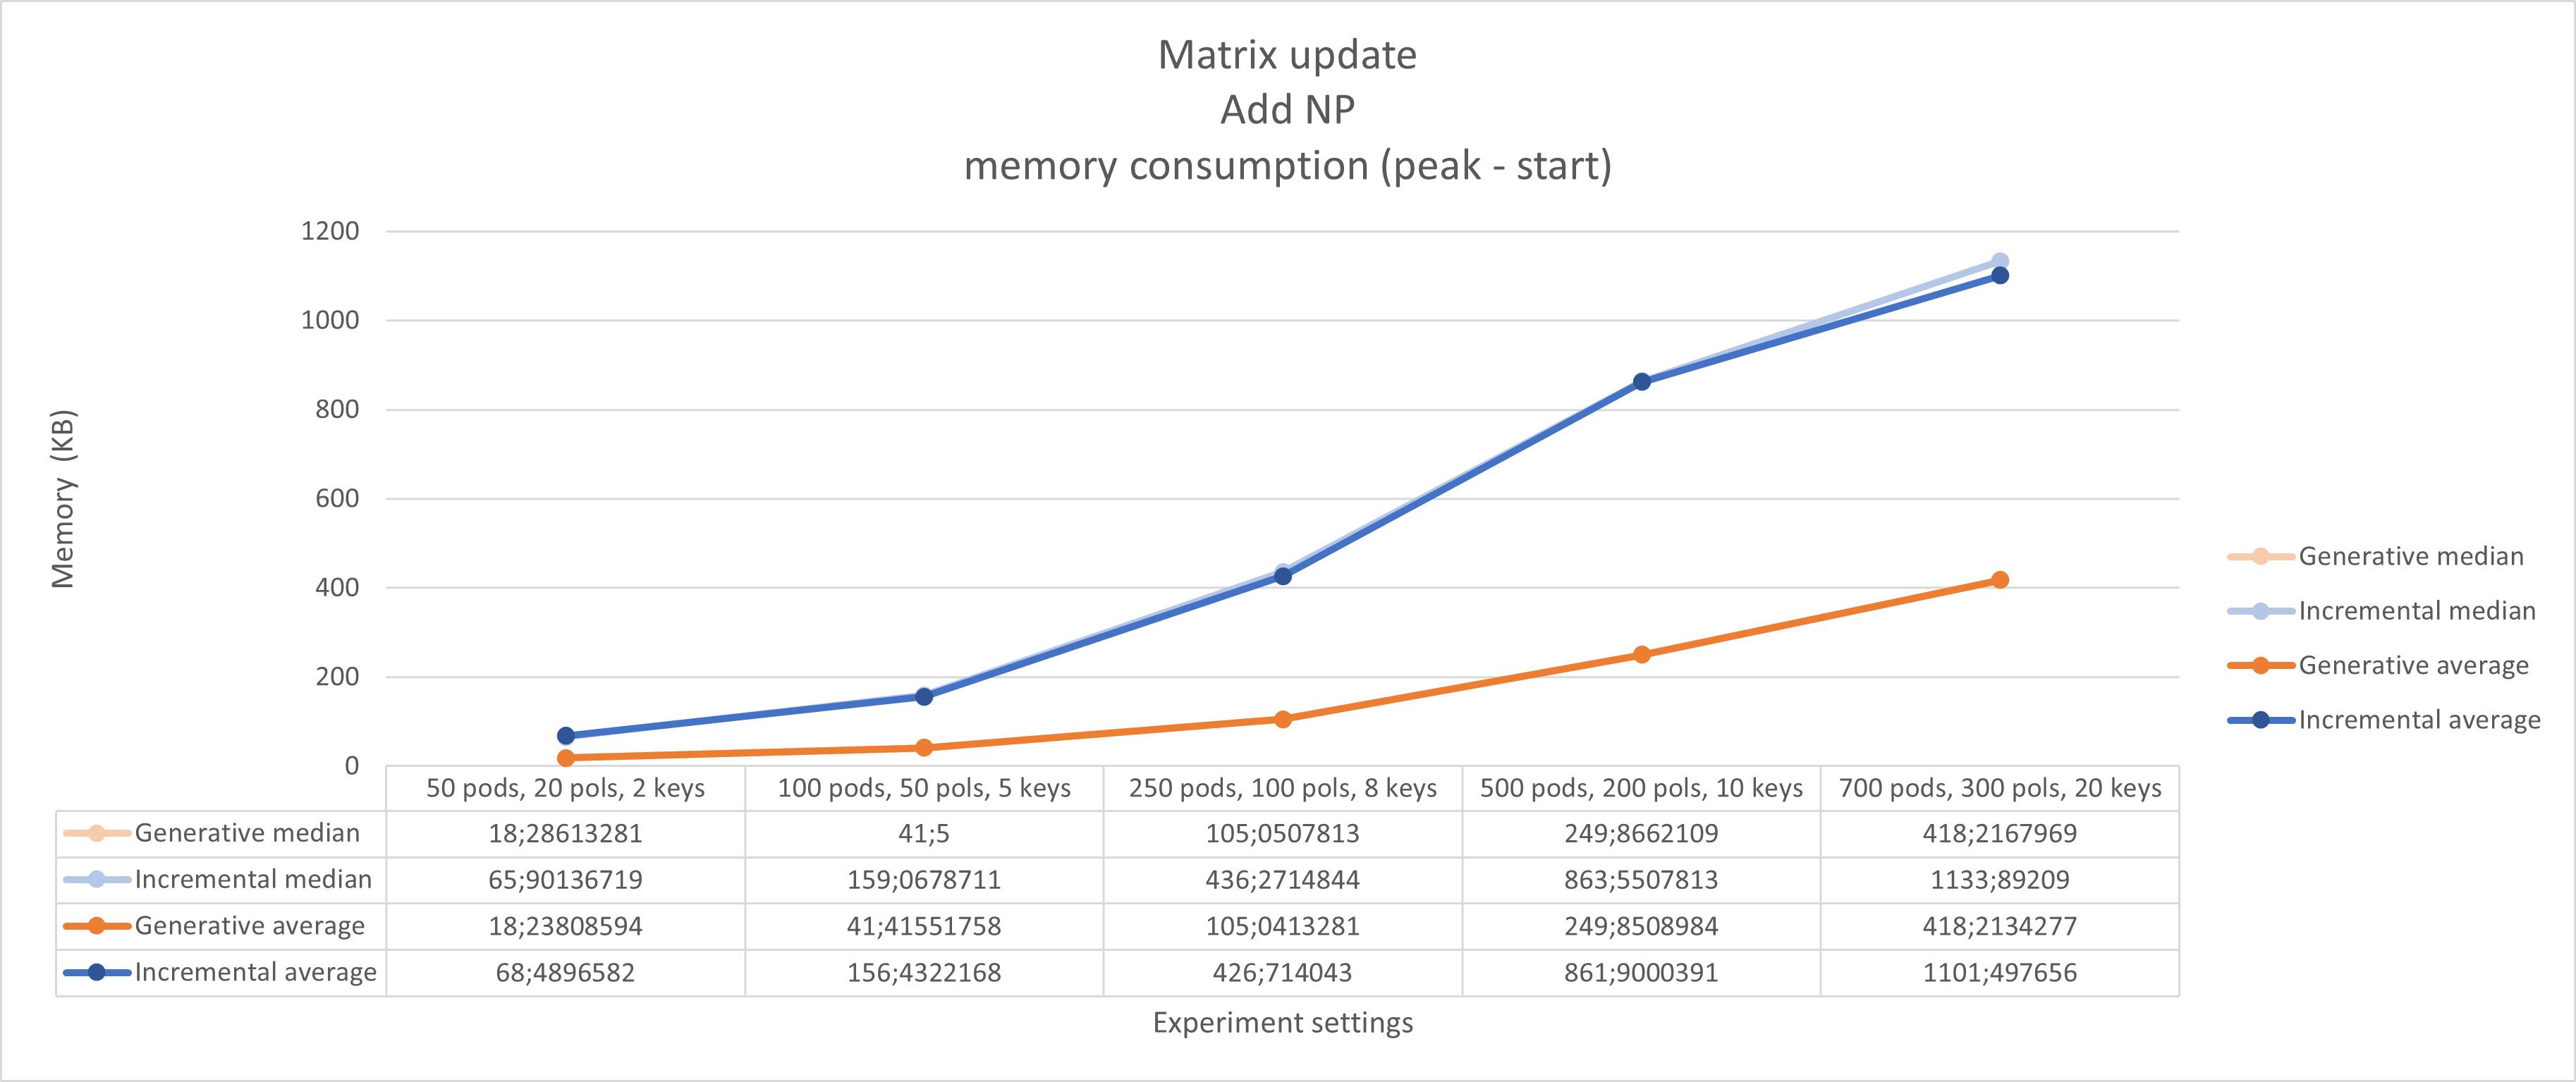 Matrix update
Add NP
memory consumption (peak - start)
1200
1000
800
600
400
200
0
Memory (KB)
Generative median
Incremental median
Generative average
Incremental average
50 pods, 20 pols, 2 keys 100 pods, 50 pols, 5 keys 250 pods, 100 pols, 8 keys 500 pods, 200 pols, 10 keys 700 pods, 300 pols, 20 keys
Generative median 18;28613281 41;5 105;0507813 249;8662109 418;2167969
Incremental median 65;90136719 159;0678711 436;2714844 863;5507813 1133;89209
Generative average 18;23808594 41;41551758 105;0413281 249;8508984 418;2134277
Incremental average 68;4896582 156;4322168 426;714043 861;9000391 1101;497656
Experiment settings